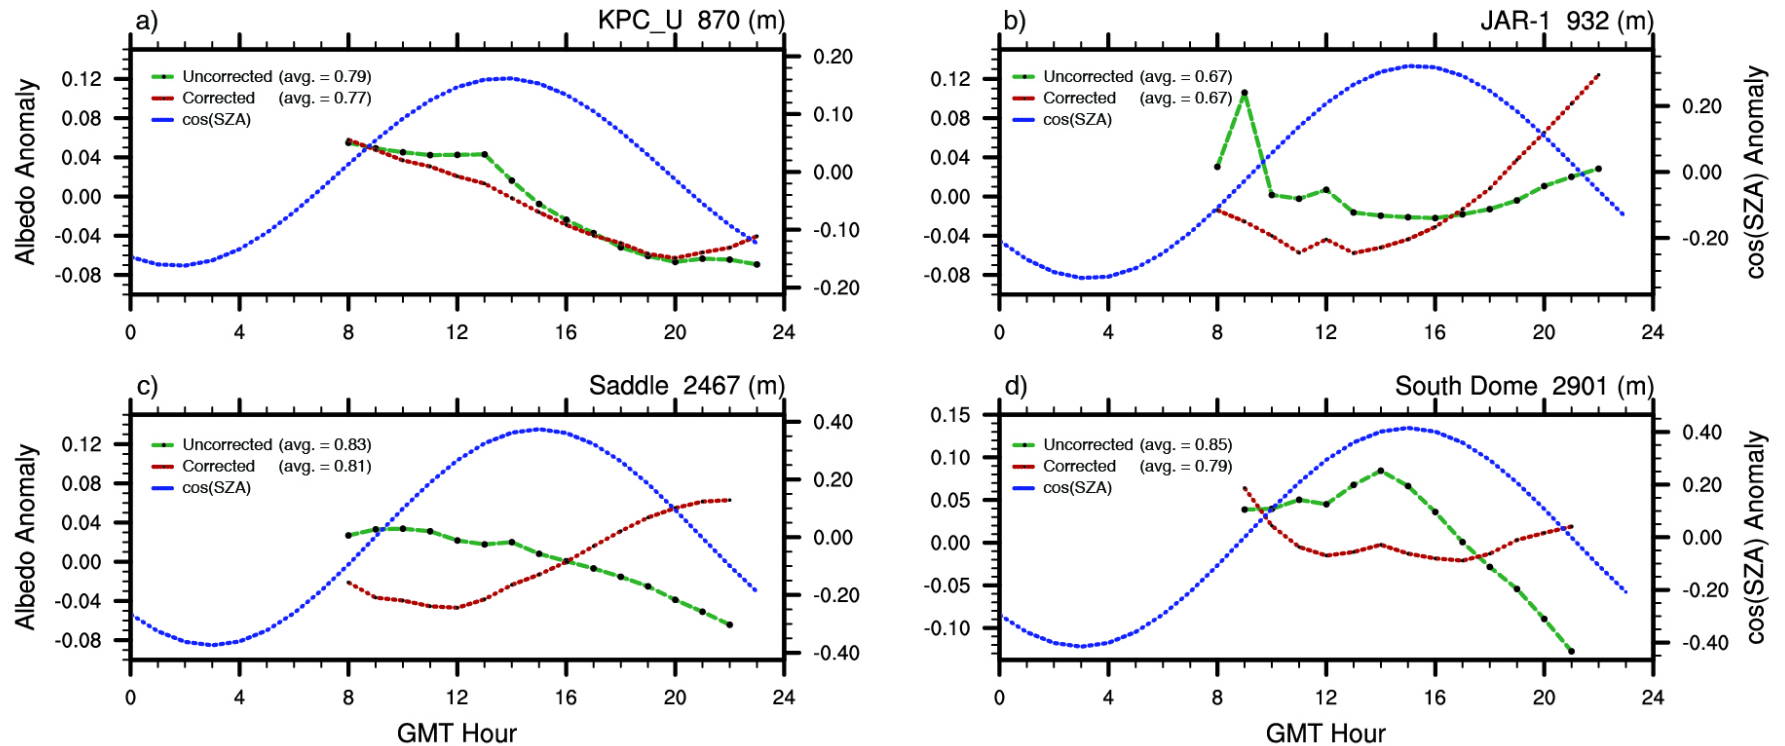 a) KPC_U 870 (m)
Albedo Anomaly
0.12
0.08
0.04
0.00
-0.04
-0.08
Uncorrected (avg. = 0.79)
Corrected (avg. = 0.77)
cos(SZA)
0.20
0.10
0.00
-0.10
-0.20
0 4 8 12 16 20 24
b) JAR-1 932 (m)
0.12
0.08
0.04
0.00
-0.04
-0.08
Uncorrected (avg. = 0.67)
Corrected (avg. = 0.67)
cos(SZA)
0.20
0.00
-0.20
cos(SZA) Anomaly
0 4 8 12 16 20 24
c) Saddle 2467 (m)
Albedo Anomaly
0.12
0.08
0.04
0.00
-0.04
-0.08
Uncorrected (avg. = 0.83)
Corrected (avg. = 0.81)
cos(SZA)
0.40
0.20
0.00
-0.20
-0.40
0 4 8 12 16 20 24
GMT Hour
d) South Dome 2901 (m)
0.15
0.10
0.05
0.00
-0.05
-0.10
Uncorrected (avg. = 0.85)
Corrected (avg. = 0.79)
cos(SZA)
0.40
0.20
0.00
-0.20
-0.40
cos(SZA) Anomaly
0 4 8 12 16 20 24
GMT Hour